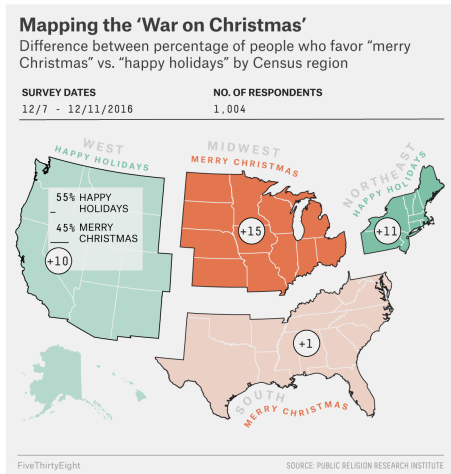 Mapping the ‘War on Christmas’
Difference between percentage of people who favor “merry
Christmas” vs. “happy holidays” by Census region
SURVEY DATES
12/7 - 12/11/2016
NO. OF RESPONDENTS
1,004
WEST
HAPPY HOLIDAYS
55% HAPPY
HOLIDAYS
45% MERRY
CHRISTMAS
+10
MIDWEST
MERRY CHRISTMAS
+15
NORTHEAST
HAPPY HOLIDAYS
+11
+1
SOUTH
MERRY CHRISTMAS
FiveThirtyEight
SOURCE: PUBLIC RELIGION RESEARCH INSTITUTE